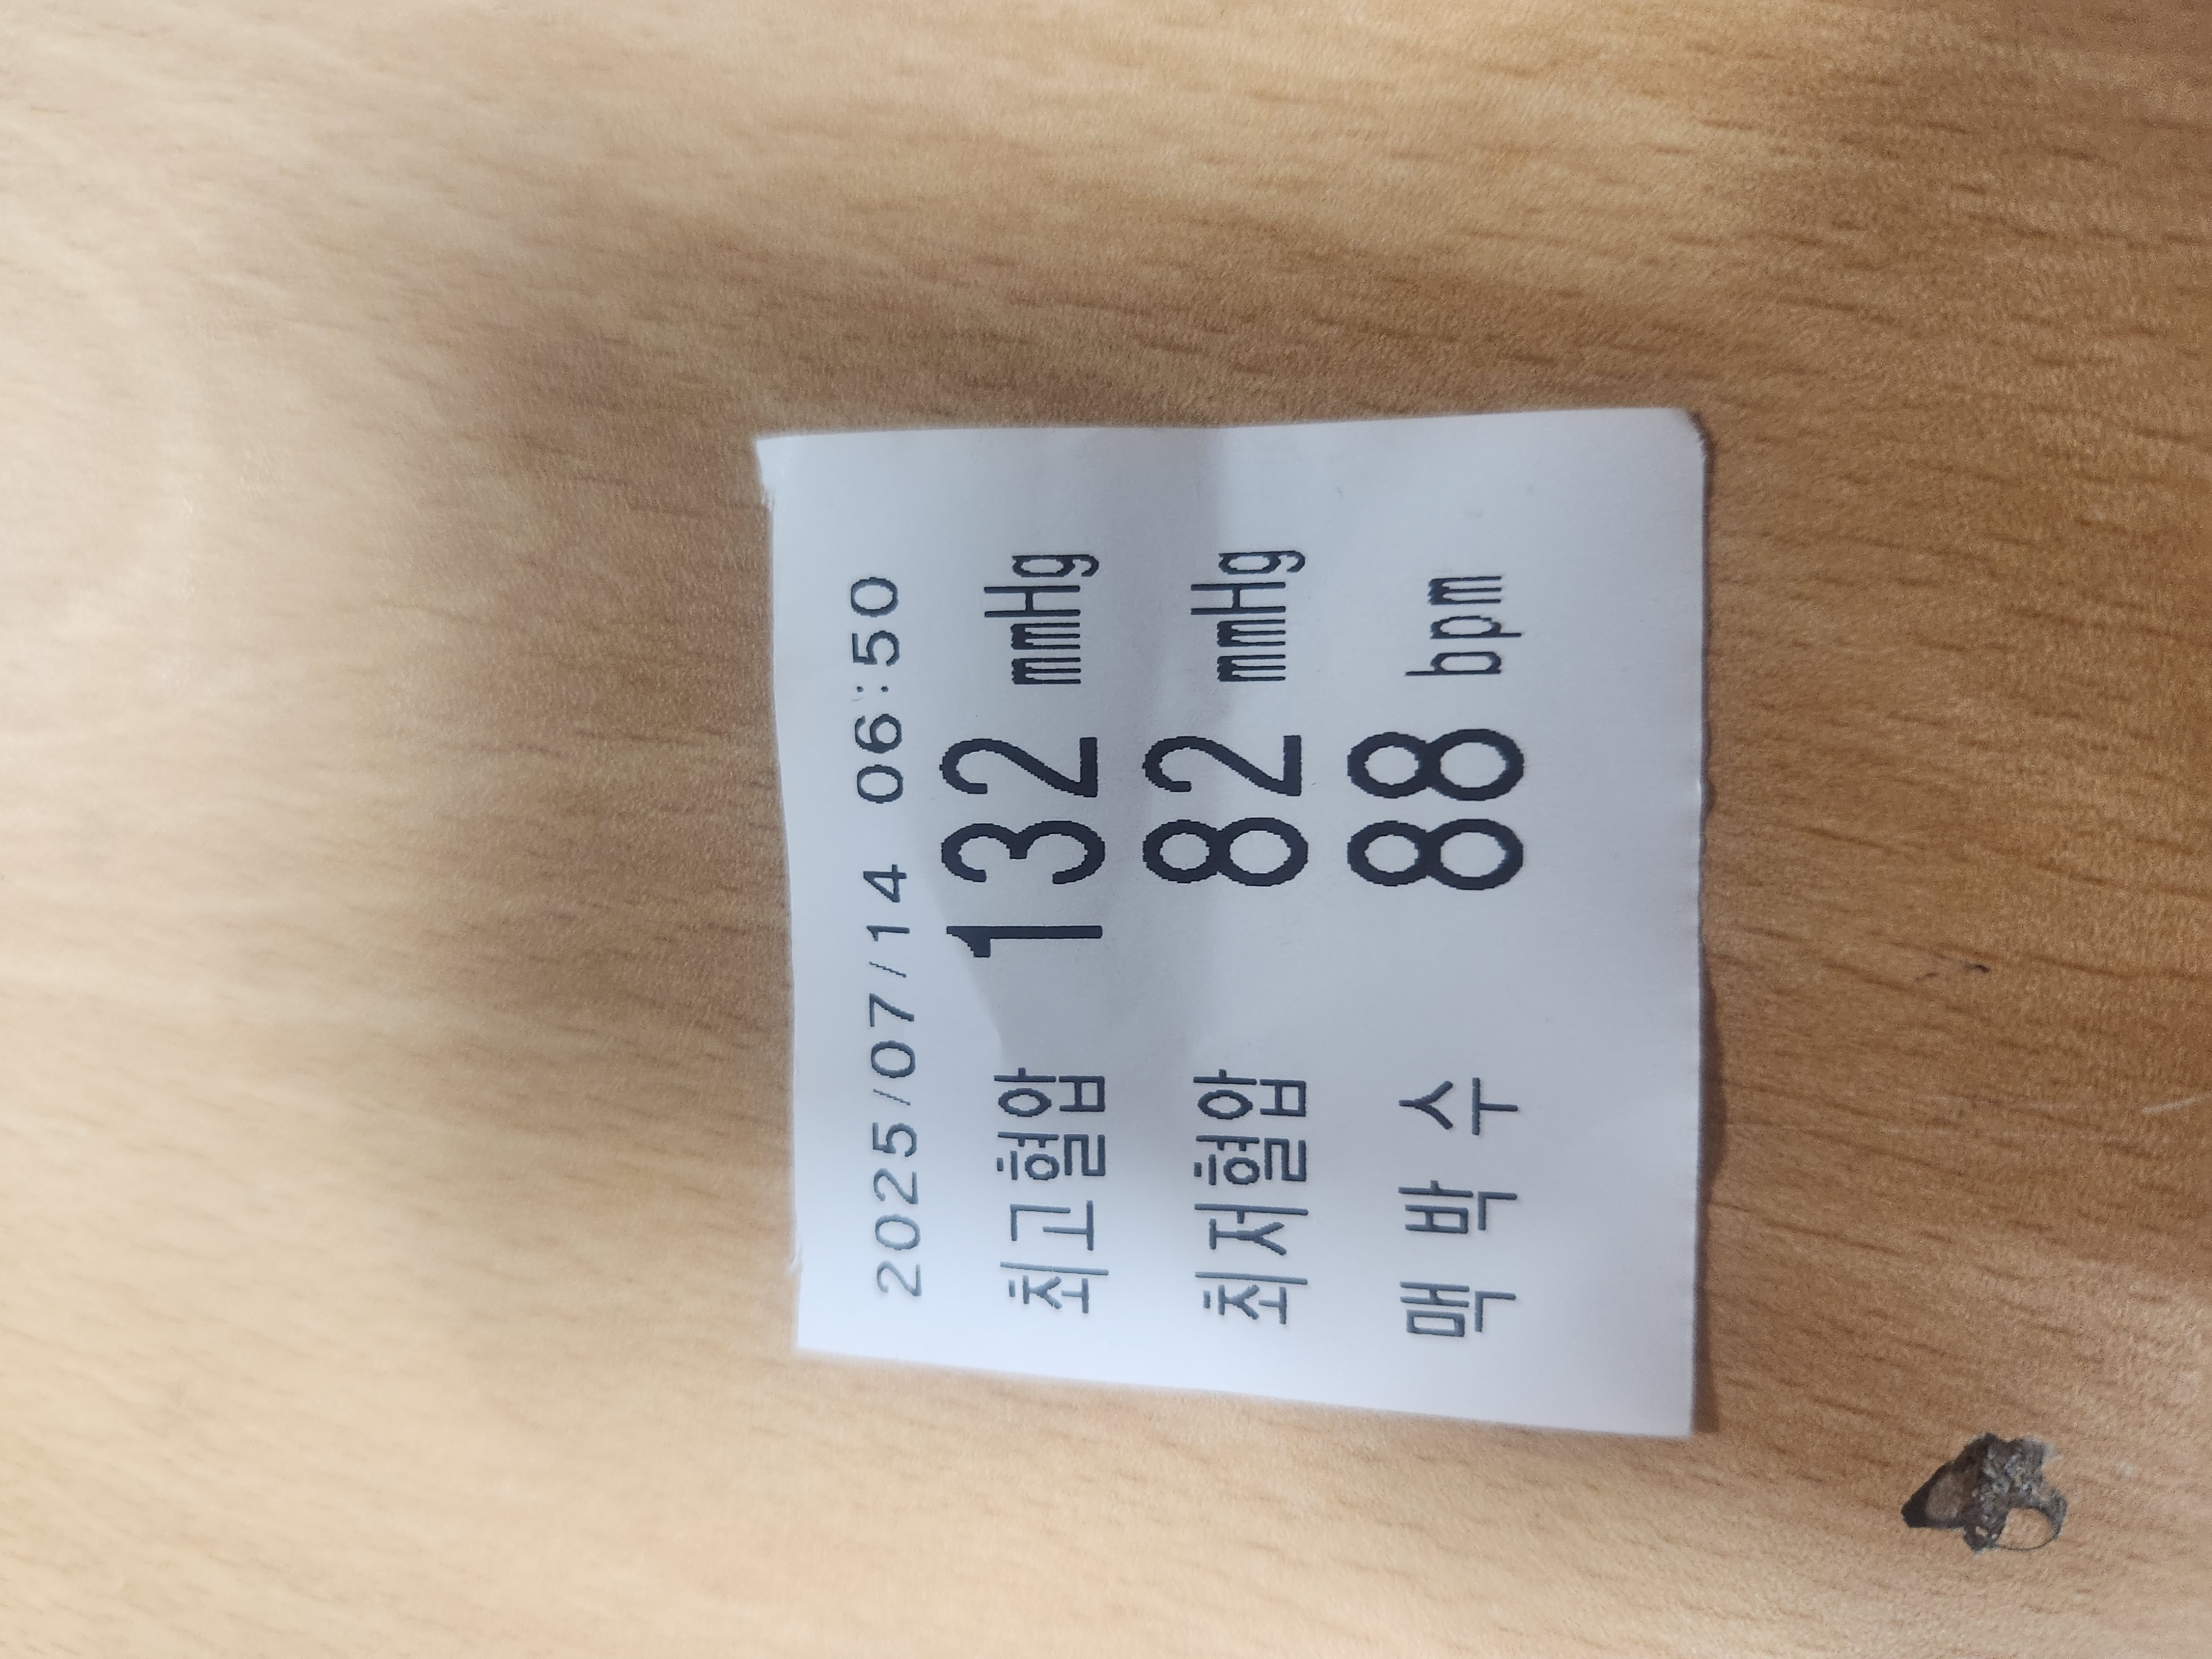 2025/07/14 06:50
최고혈압 132 mmHg
최저혈압 82 mmHg
맥 박 수 88 bpm